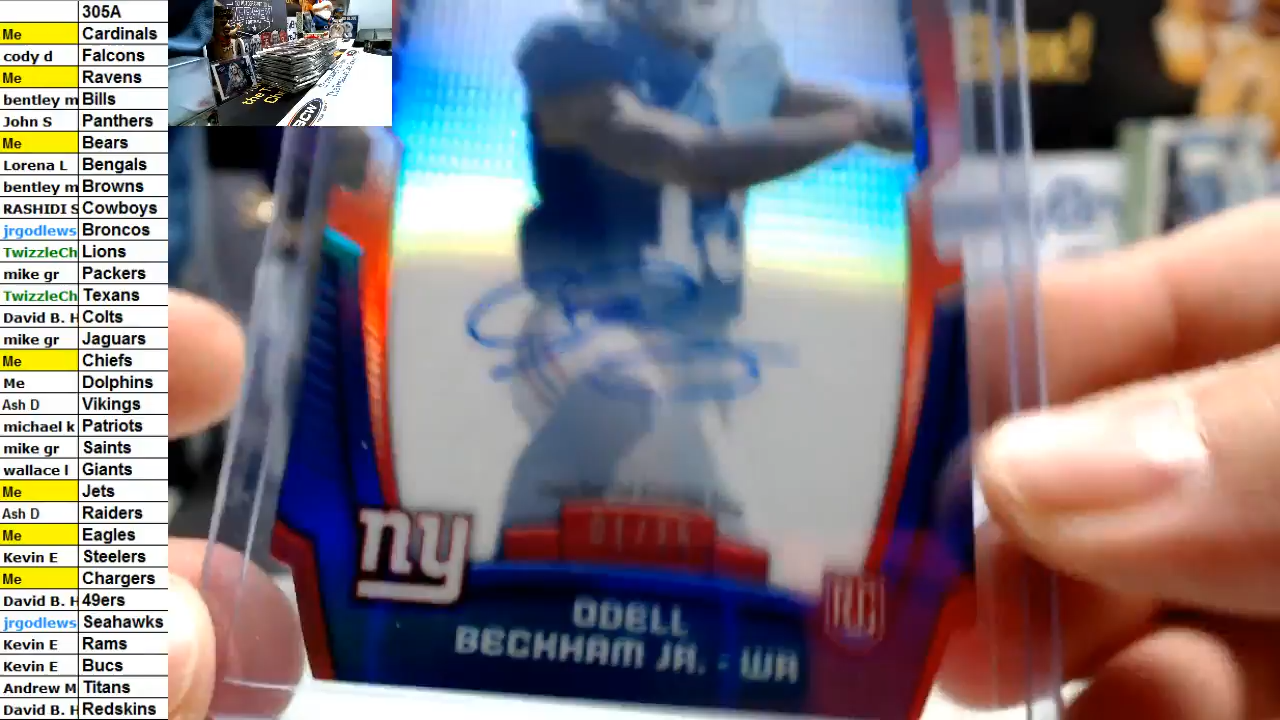 305A
Me Cardinals
cody d Falcons
Me Ravens
bentley m Bills
John S Panthers
Me Bears
Lorena L Bengals
bentley m Browns
RASHIDI S Cowboys
jrgodlews Broncos
TwizzleCh Lions
mike gr Packers
TwizzleCh Texans
David B. H Colts
mike gr Jaguars
Me Chiefs
Me Dolphins
Ash D Vikings
michael k Patriots
mike gr Saints
wallace l Giants
Me Jets
Ash D Raiders
Me Eagles
Kevin E Steelers
Me Chargers
David B. H 49ers
jrgodlews Seahawks
Kevin E Rams
Kevin E Bucs
Andrew M Titans
David B. H Redskins
ny
RC
ODELL
BECKHAM JR. - WR